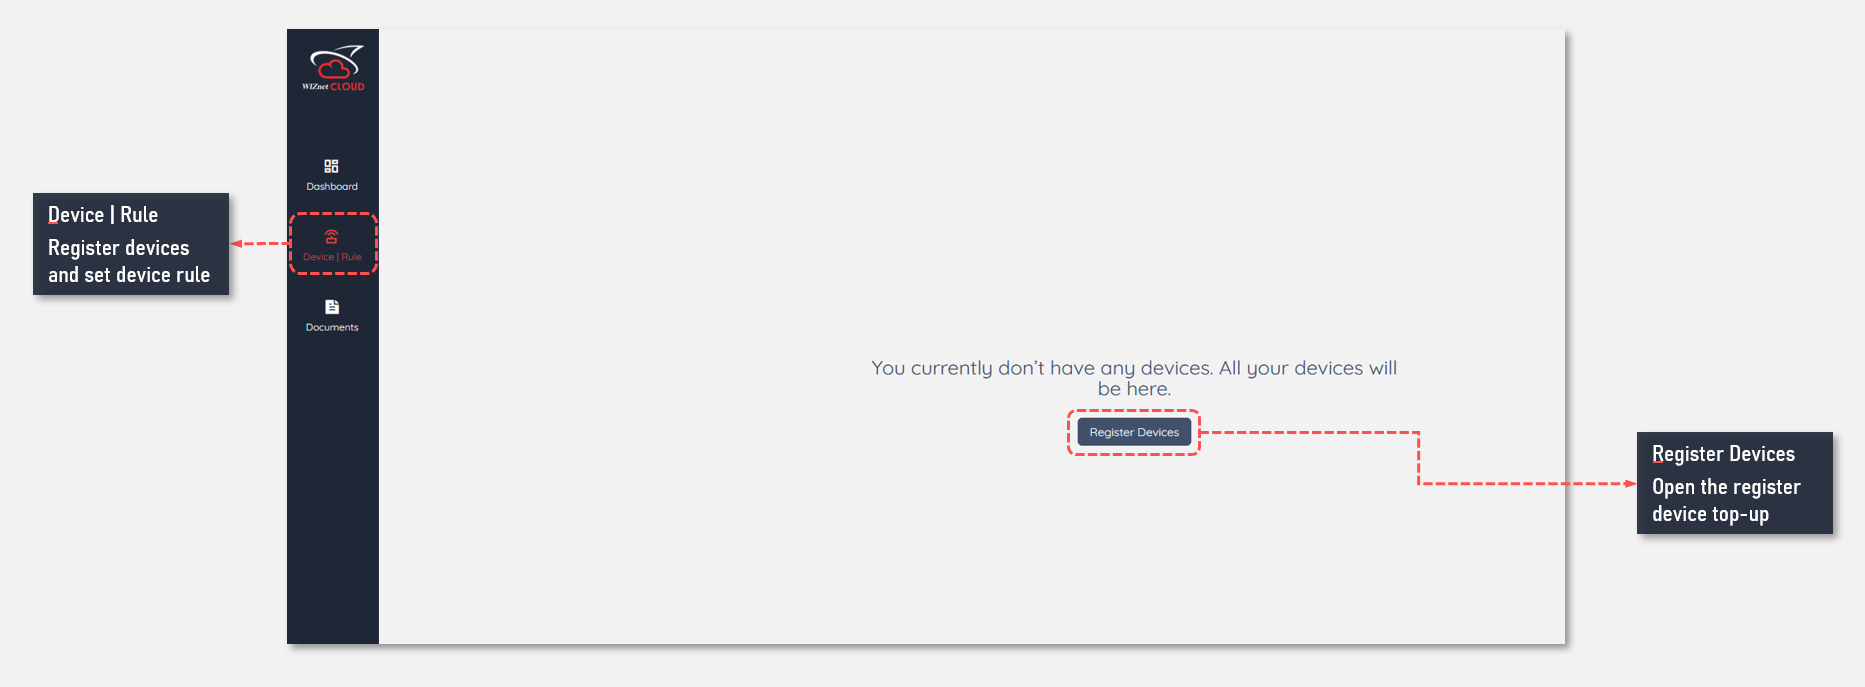 WIZnet CLOUD
Dashboard
Device | Rule
Documents
Device | Rule
Register devices
and set device rule
You currently don't have any devices. All your devices will
be here.
Register Devices
Register Devices
Open the register
device top-up